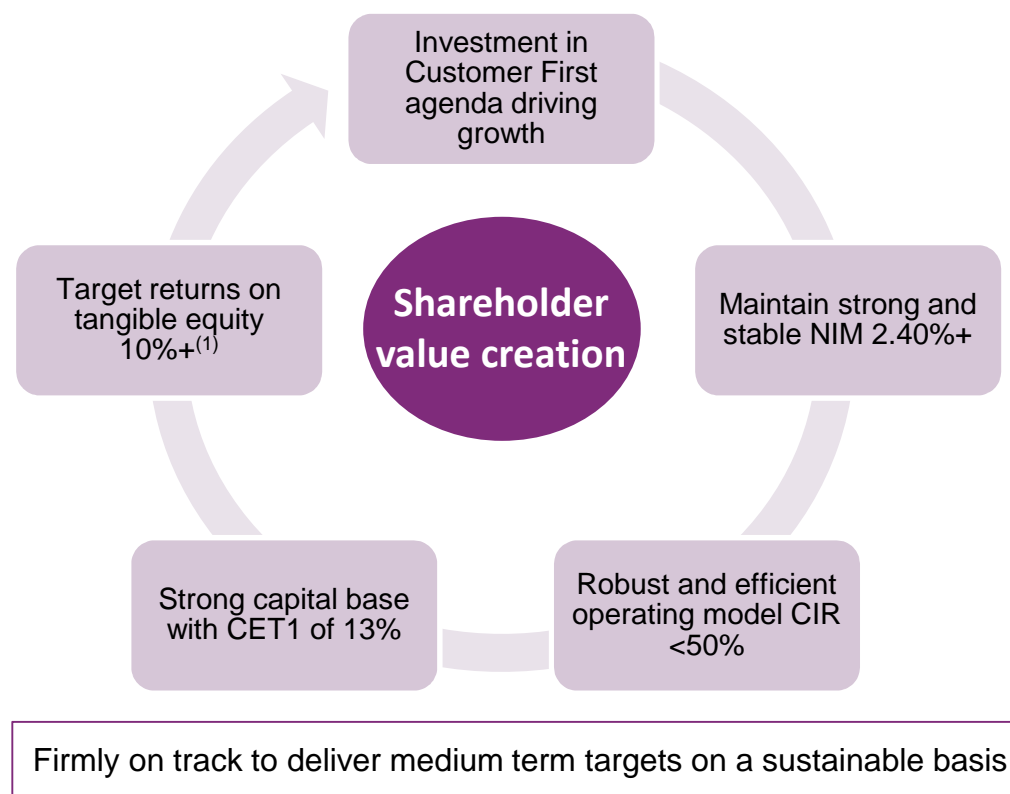 Investment in
Customer First
agenda driving
growth
Maintain strong and
stable NIM 2.40%+
Robust and efficient
operating model CIR
<50%
Strong capital base
with CET1 of 13%
Target returns on
tangible equity
10%+(1)
Shareholder
value creation
Firmly on track to deliver medium term targets on a sustainable basis